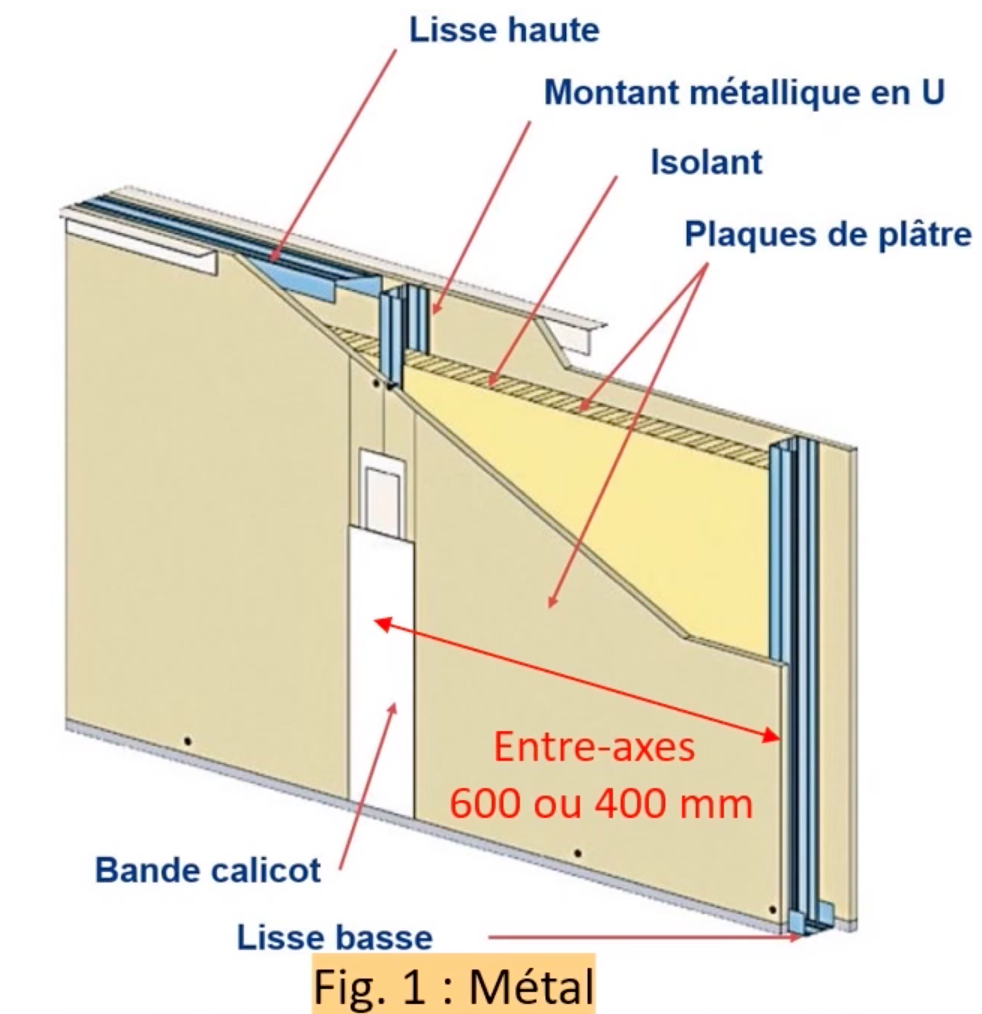 Lisse haute
Montant métallique en U
Isolant
Plaques de plâtre
Entre-axes
600 ou 400 mm
Bande calicot
Lisse basse
Fig. 1 : Métal